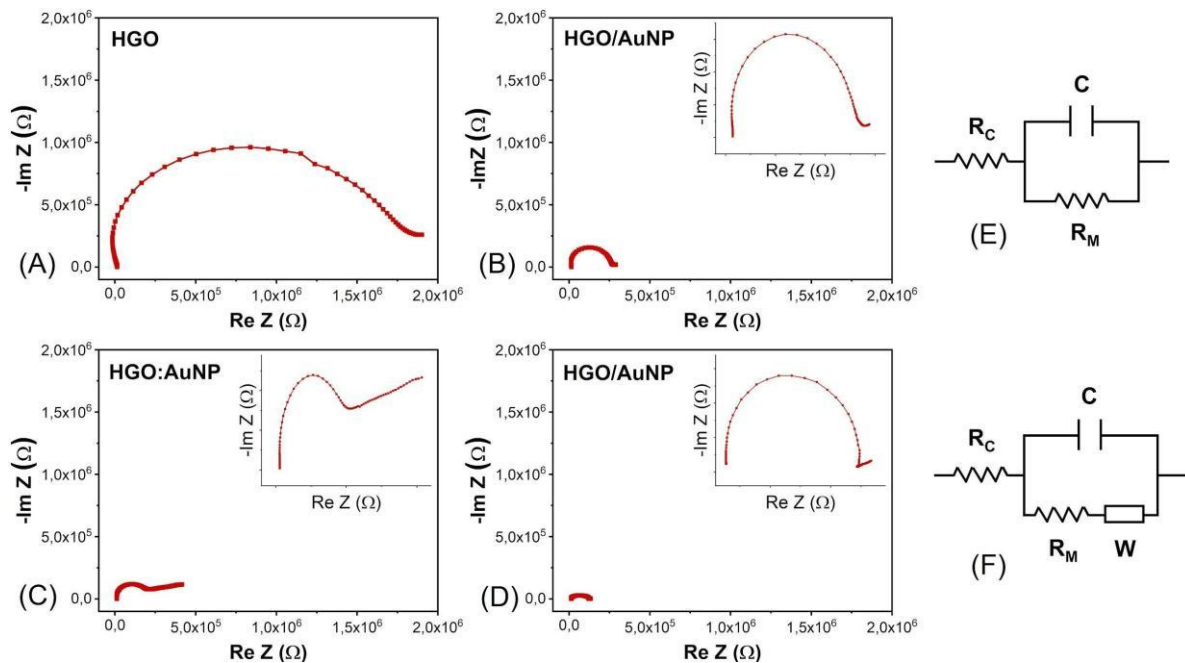 HGO
2,0x10⁶
1,5x10⁶
1,0x10⁶
5,0x10⁵
0,0
-Im Z (Ω)
0,0 5,0x10⁵ 1,0x10⁶ 1,5x10⁶ 2,0x10⁶
Re Z (Ω)
(A)
HGO/AuNP
2,0x10⁶
1,5x10⁶
1,0x10⁶
5,0x10⁵
0,0
-ImZ (Ω)
-Im Z (Ω)
Re Z (Ω)
0,0 5,0x10⁵ 1,0x10⁶ 1,5x10⁶ 2,0x10⁶
Re Z (Ω)
(B)
C
R_C
R_M
(E)
HGO:AuNP
2,0x10⁶
1,5x10⁶
1,0x10⁶
5,0x10⁵
0,0
-Im Z (Ω)
-Im Z (Ω)
Re Z (Ω)
0,0 5,0x10⁵ 1,0x10⁶ 1,5x10⁶ 2,0x10⁶
Re Z (Ω)
(C)
HGO/AuNP
2,0x10⁶
1,5x10⁶
1,0x10⁶
5,0x10⁵
0,0
-Im Z (Ω)
-Im Z (Ω)
Re Z (Ω)
0,0 5,0x10⁵ 1,0x10⁶ 1,5x10⁶ 2,0x10⁶
Re Z (Ω)
(D)
C
R_C
R_M W
(F)